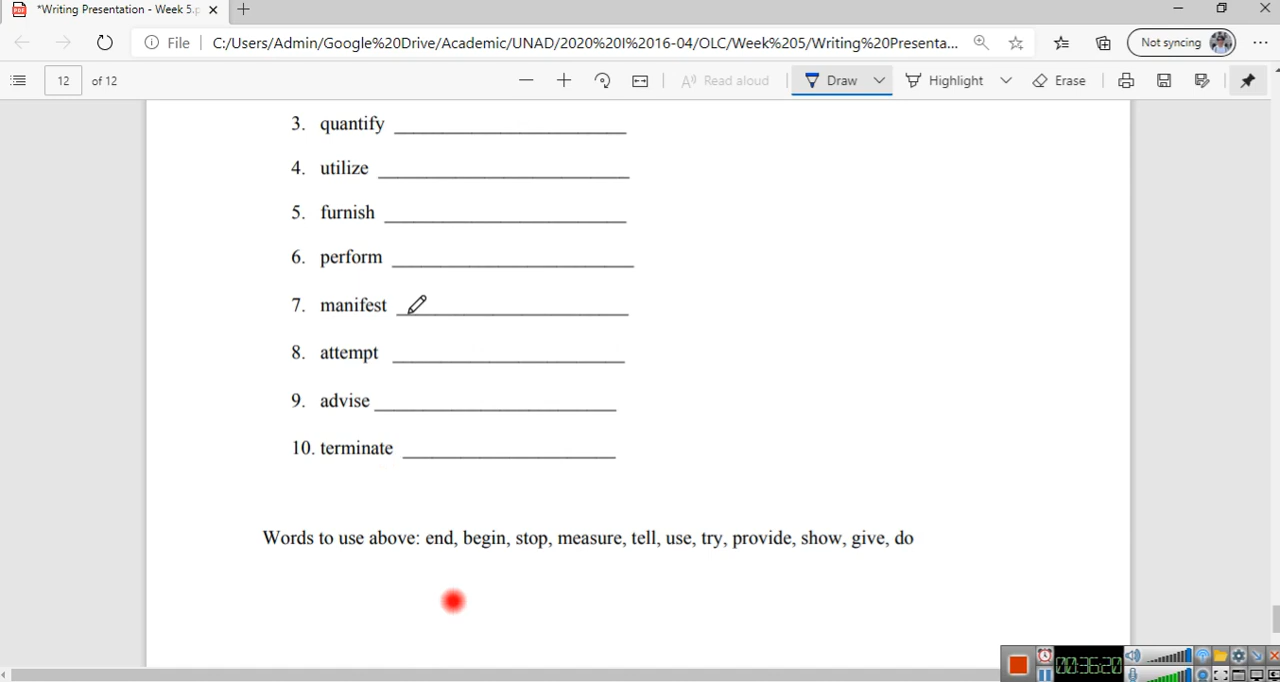 *Writing Presentation - Week 5.p
File
C:/Users/Admin/Google%20Drive/Academic/UNAD/2020%20I%2016-04/OLC/Week%205/Writing%20Presenta...
Not syncing
12 of 12
Read aloud
Draw
Highlight
Erase
3. quantify
4. utilize
5. furnish
6. perform
7. manifest
8. attempt
9. advise
10. terminate
Words to use above: end, begin, stop, measure, tell, use, try, provide, show, give, do
00:36:20